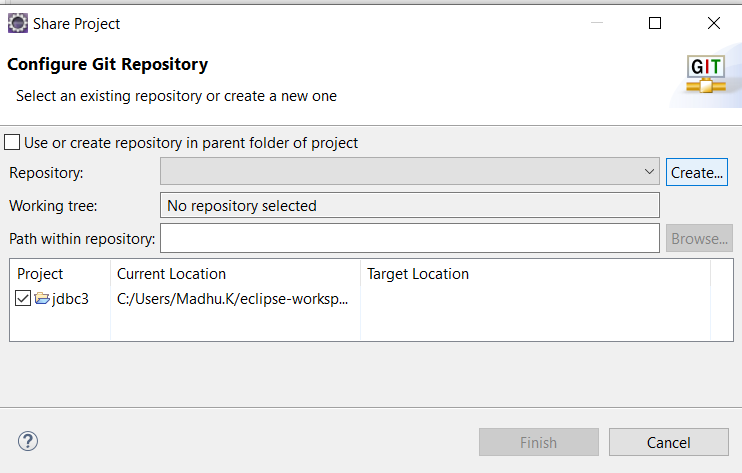 Share Project
Configure Git Repository
GIT
Select an existing repository or create a new one
Use or create repository in parent folder of project
Repository: Create...
Working tree: No repository selected
Path within repository: Browse...
Project Current Location Target Location
jdbc3 C:/Users/Madhu.K/eclipse-worksp...
? Finish Cancel